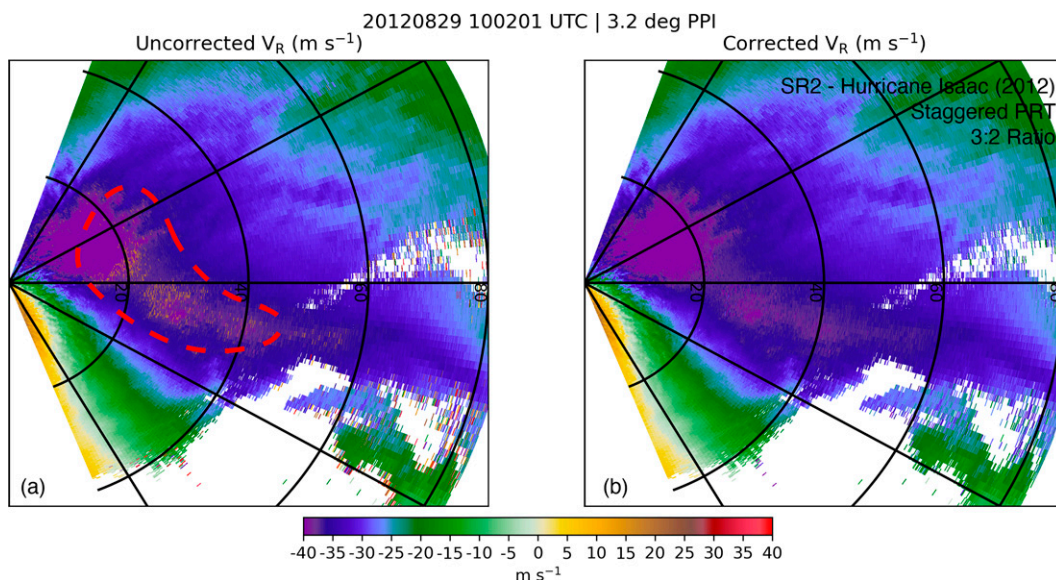 20120829 100201 UTC | 3.2 deg PPI
Uncorrected V_R (m s⁻¹)
Corrected V_R (m s⁻¹)
SR2 - Hurricane Isaac (2012)
Staggered PRT
3:2 Ratio
20
40
60
80
20
40
60
(a)
(b)
-40 -35 -30 -25 -20 -15 -10 -5 0 5 10 15 20 25 30 35 40
m s⁻¹